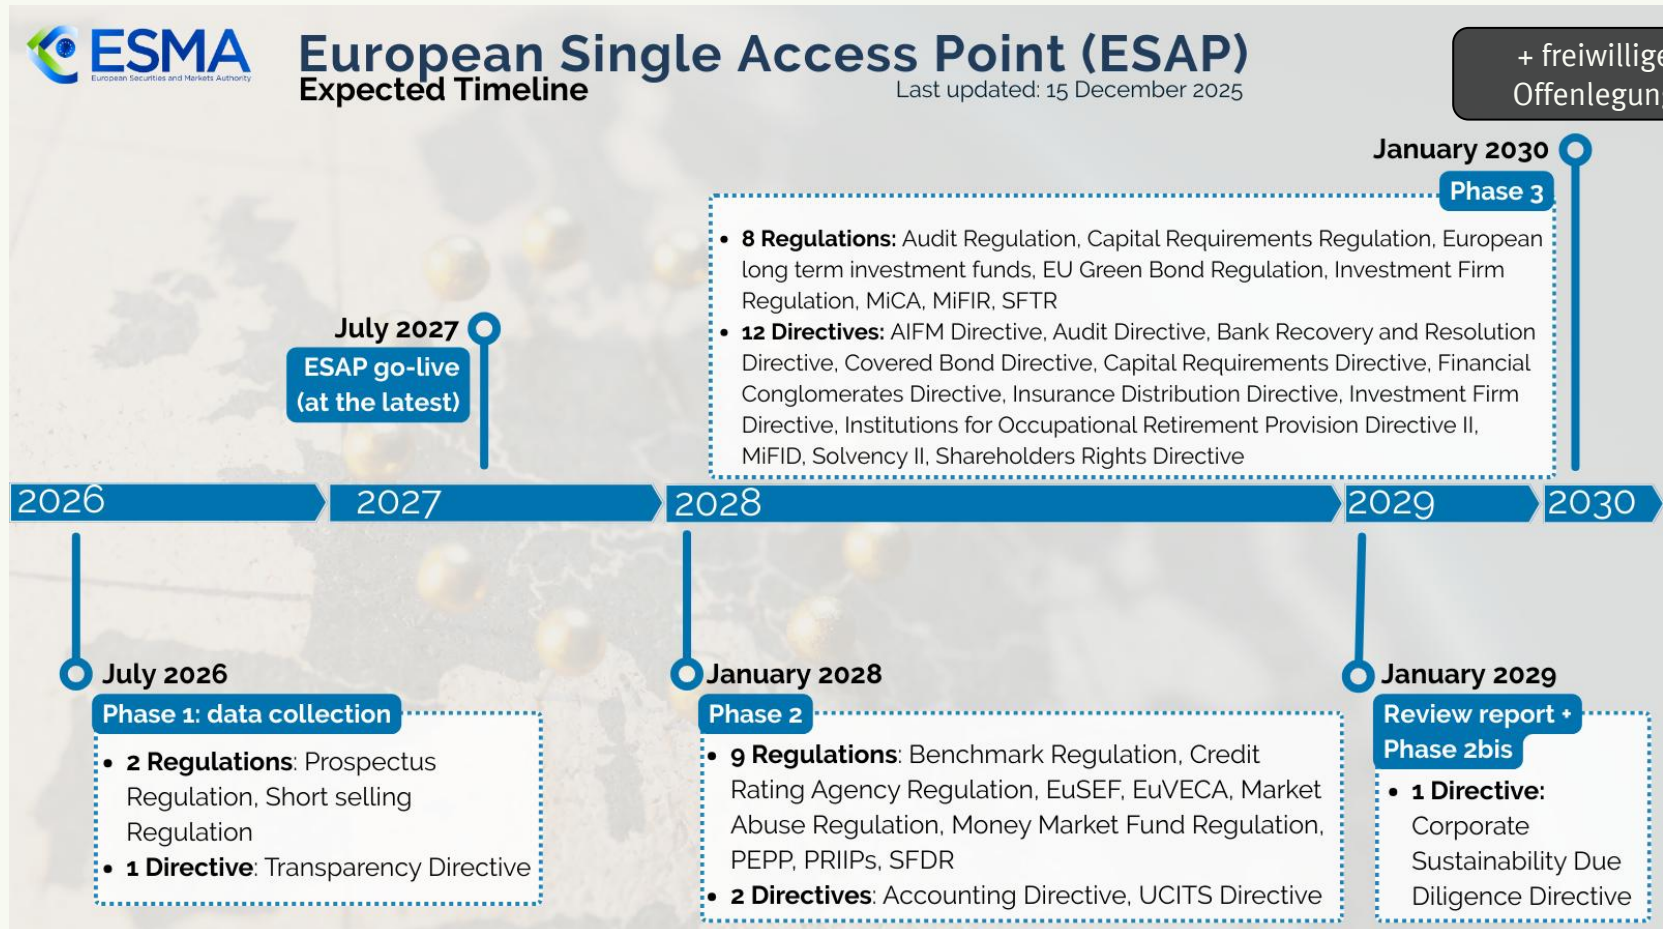 ESMA
European Securities and Markets Authority
European Single Access Point (ESAP)
Expected Timeline
Last updated: 15 December 2025
+ freiwillige
Offenlegung
January 2030
Phase 3
• 8 Regulations: Audit Regulation, Capital Requirements Regulation, European
long term investment funds, EU Green Bond Regulation, Investment Firm
Regulation, MiCA, MiFIR, SFTR
• 12 Directives: AIFM Directive, Audit Directive, Bank Recovery and Resolution
Directive, Covered Bond Directive, Capital Requirements Directive, Financial
Conglomerates Directive, Insurance Distribution Directive, Investment Firm
Directive, Institutions for Occupational Retirement Provision Directive II,
MiFID, Solvency II, Shareholders Rights Directive
July 2027
ESAP go-live
(at the latest)
2026
2027
2028
2029
2030
July 2026
Phase 1: data collection
• 2 Regulations: Prospectus
Regulation, Short selling
Regulation
• 1 Directive: Transparency Directive
January 2028
Phase 2
• 9 Regulations: Benchmark Regulation, Credit
Rating Agency Regulation, EuSEF, EuVECA, Market
Abuse Regulation, Money Market Fund Regulation,
PEPP, PRIIPs, SFDR
• 2 Directives: Accounting Directive, UCITS Directive
January 2029
Review report +
Phase 2bis
• 1 Directive:
Corporate
Sustainability Due
Diligence Directive